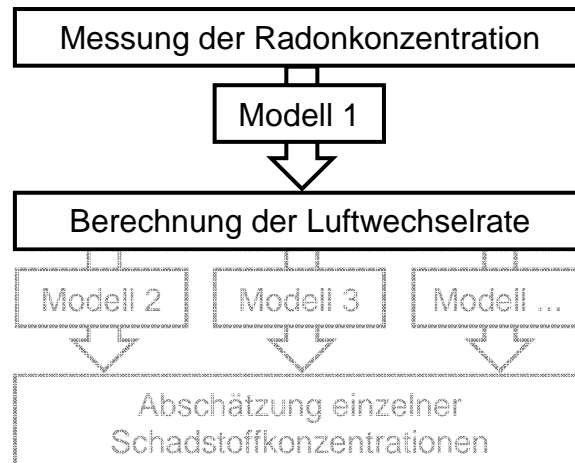 Messung der Radonkonzentration
Modell 1
Berechnung der Luftwechselrate
Modell 2 Modell 3 Modell ...
Abschätzung einzelner
Schadstoffkonzentrationen